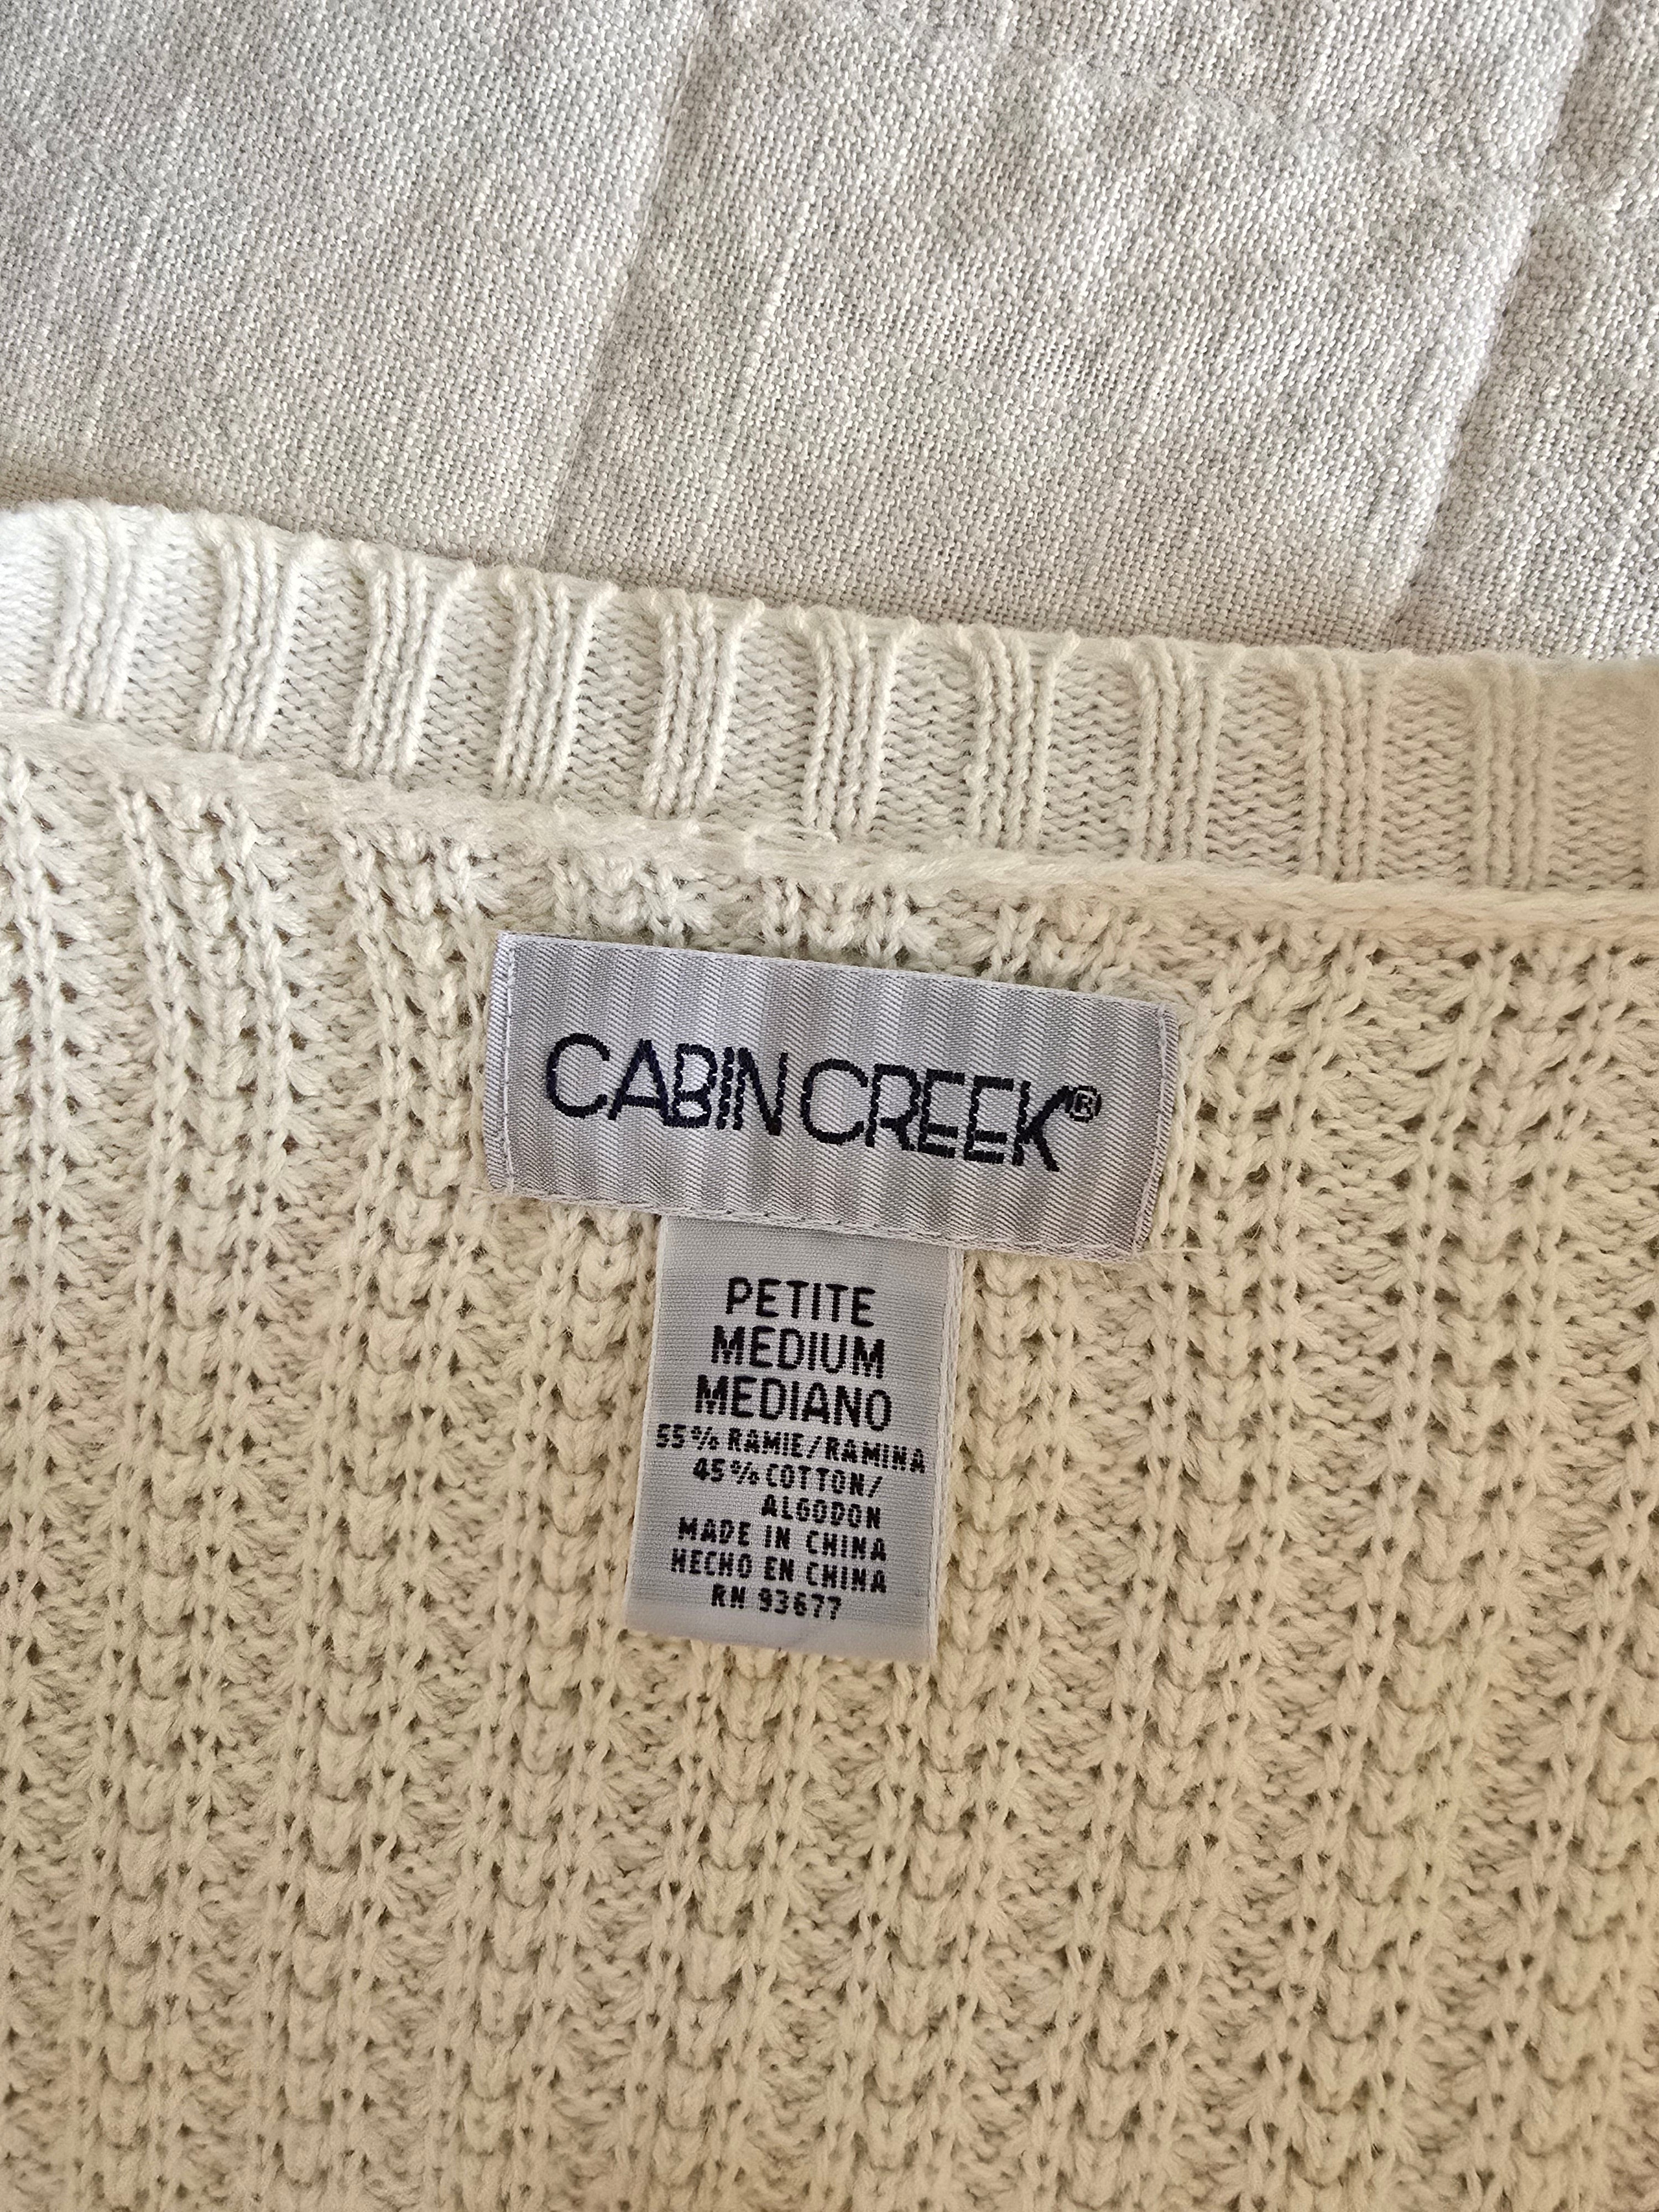 CABIN CREEK®
PETITE
MEDIUM
MEDIANO
55% RAMIE/RAMINA
45% COTTON/
ALGODON
MADE IN CHINA
HECHO EN CHINA
RN 93677